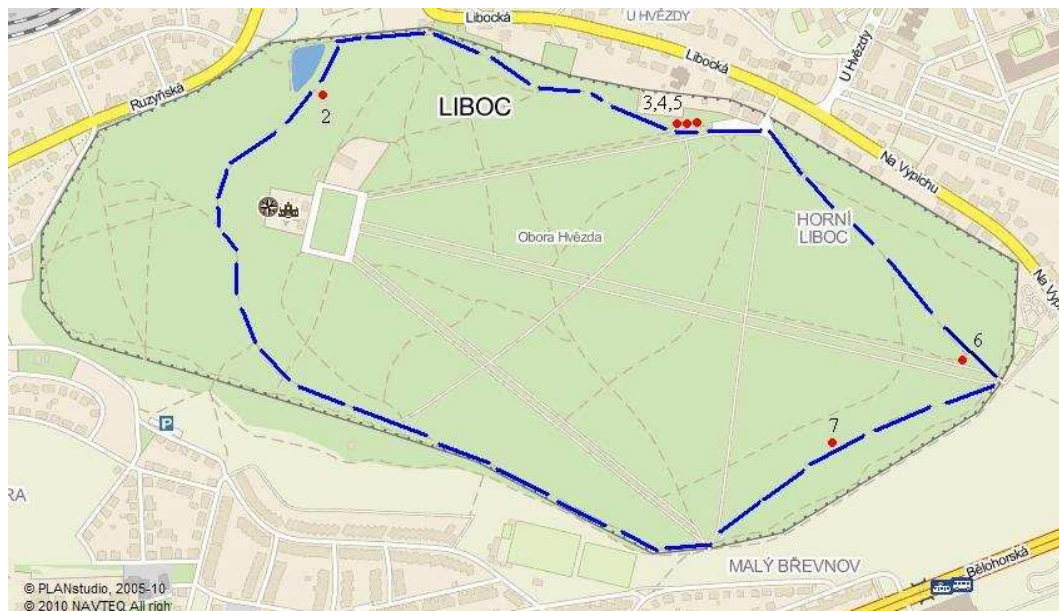 U HVĚZDY
Libocká
Libocká
U Hvězdy
Ruzyňská
LIBOC
2
3,4,5
Na Vypichu
HORNÍ
LIBOC
Obora Hvězda
Na
6
7
P
RA
MALÝ BŘEVNOV
Bělohorská
© PLANstudio, 2005-10
© 2010 NAVTEQ All